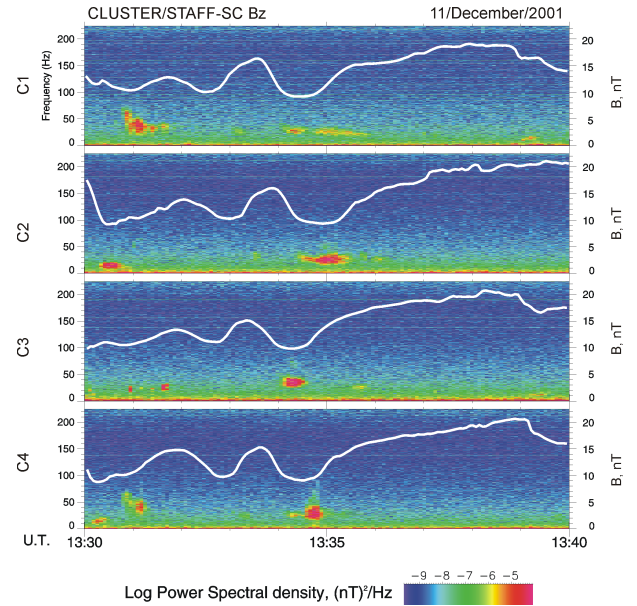 CLUSTER/STAFF-SC Bz 11/December/2001
C1 Frequency (Hz) 200 150 100 50 0 20 15 10 5 0 B, nT
C2 200 150 100 50 0 20 15 10 5 0 B, nT
C3 200 150 100 50 0 20 15 10 5 0 B, nT
C4 200 150 100 50 0 20 15 10 5 0 B, nT
U.T. 13:30 13:35 13:40
Log Power Spectral density, (nT)²/Hz −9 −8 −7 −6 −5